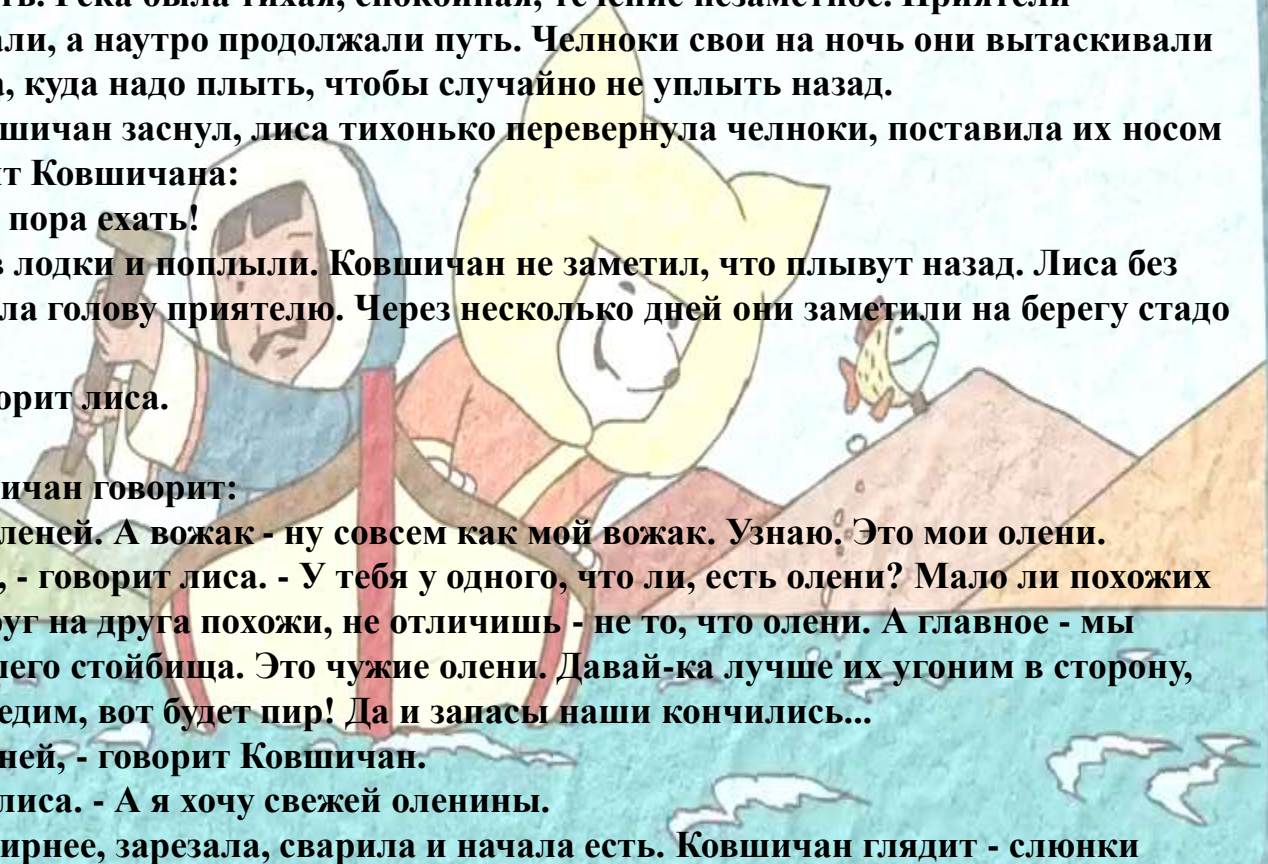 ть. Река была тихая, спокойная, течение незаметное. Приятели
али, а наутро продолжали путь. Челноки свои на ночь они вытаскивали
а, куда надо плыть, чтобы случайно не уплыть назад.
шичан заснул, лиса тихонько перевернула челноки, поставила их носом
ит Ковшичана:
пора ехать!
в лодки и поплыли. Ковшичан не заметил, что плывут назад. Лиса без
ла голову приятелю. Через несколько дней они заметили на берегу стадо
орит лиса.
ичан говорит:
леней. А вожак - ну совсем как мой вожак. Узнаю. Это мои олени.
, - говорит лиса. - У тебя у одного, что ли, есть олени? Мало ли похожих
руг на друга похожи, не отличишь - не то, что олени. А главное - мы
шего стойбища. Это чужие олени. Давай-ка лучше их угоним в сторону,
едим, вот будет пир! Да и запасы наши кончились...
ней, - говорит Ковшичан.
лиса. - А я хочу свежей оленины.
ирнее, зарезала, сварила и начала есть. Ковшичан глядит - слюнки